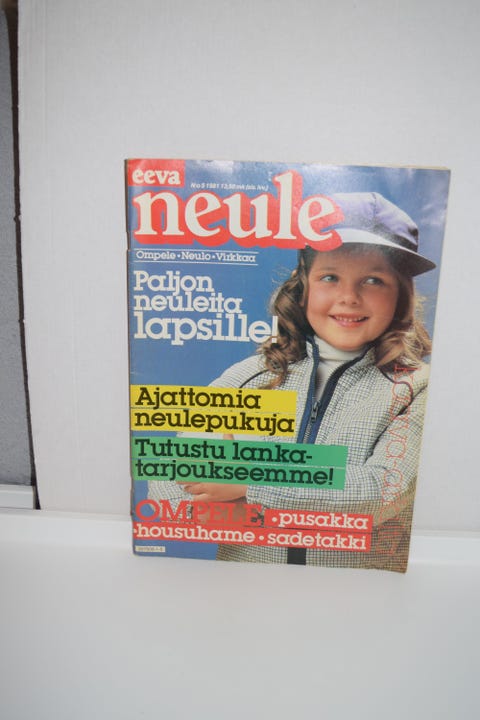 eeva
N:o 5 1981 13,50 mk (sis. lvv.)
neule
Ompele • Neulo • Virkkaa
Paljon
neuleita
lapsille!
Ajattomia
neulepukuja
Tutustu lanka-
tarjoukseemme!
OMPELE •pusakka
•housuhame •sadetakki